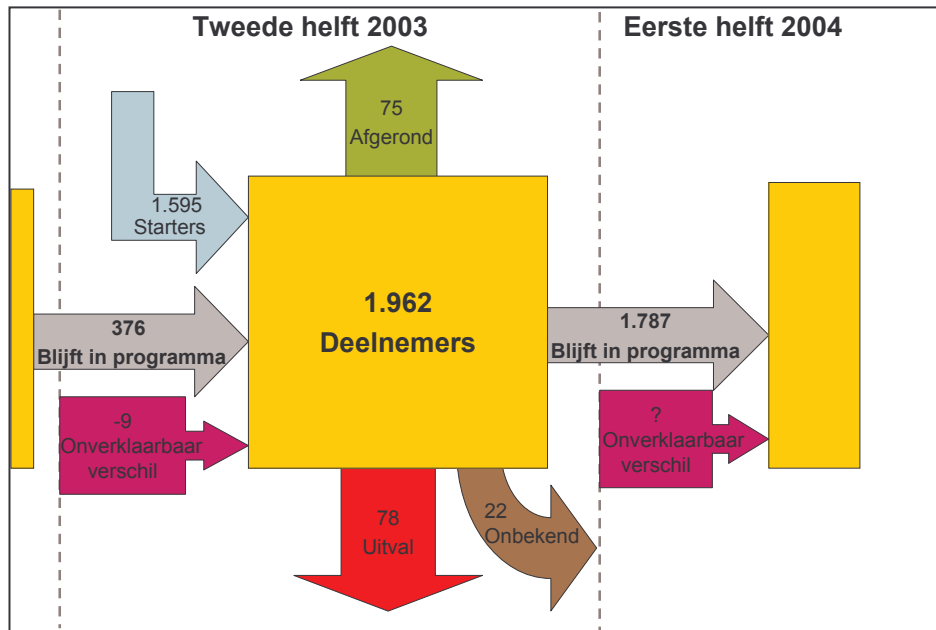 Tweede helft 2003
Eerste helft 2004
75
Afgerond
1.595
Starters
1.962
Deelnemers
376
Blijft in programma
1.787
Blijft in programma
-9
Onverklaarbaar
verschil
?
Onverklaarbaar
verschil
78
Uitval
22
Onbekend